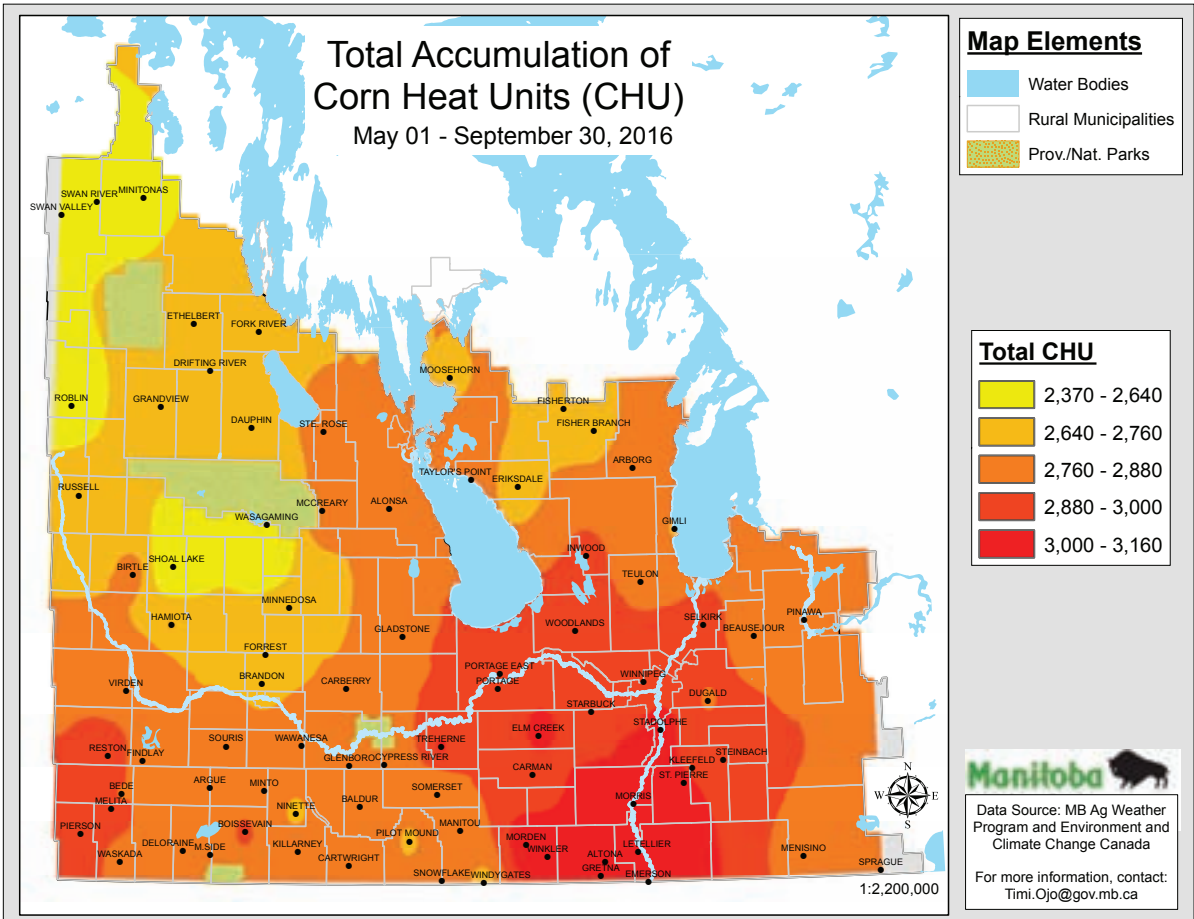 Total Accumulation of
Corn Heat Units (CHU)
May 01 - September 30, 2016
SWAN RIVER
MINITONAS
SWAN VALLEY
ETHELBERT
FORK RIVER
DRIFTING RIVER
MOOSEHORN
ROBLIN
GRANDVIEW
DAUPHIN
STE. ROSE
FISHERTON
FISHER BRANCH
ARBORG
TAYLOR'S POINT
ERIKSDALE
RUSSELL
MCCREARY
ALONSA
WASAGAMING
GIMLI
SHOAL LAKE
BIRTLE
INWOOD
TEULON
MINNEDOSA
HAMIOTA
GLADSTONE
WOODLANDS
SELKIRK
BEAUSEJOUR
PINAWA
FORREST
BRANDON
VIRDEN
CARBERRY
PORTAGE EAST
PORTAGE
WINNIPEG
DUGALD
STARBUCK
STADOLPHE
ELM CREEK
SOURIS
WAWANESA
TREHERNE
RESTON
FINDLAY
GLENBORO
CYPRESS RIVER
STEINBACH
KLEEFELD
CARMAN
ST. PIERRE
BEDE
ARGUE
MINTO
SOMERSET
MELITA
NINETTE
BALDUR
MORRIS
PIERSON
BOISSEVAIN
PILOT MOUND
MANITOU
MORDEN
DELORAINE
M.SIDE
KILLARNEY
WINKLER
LETELLIER
WASKADA
CARTWRIGHT
ALTONA
MENISINO
SNOWFLAKE
WINDYGATES
GRETNA
EMERSON
SPRAGUE
1:2,200,000
Map Elements
Water Bodies
Rural Municipalities
Prov./Nat. Parks
Total CHU
2,370 - 2,640
2,640 - 2,760
2,760 - 2,880
2,880 - 3,000
3,000 - 3,160
N
W
E
S
Manitoba
Data Source: MB Ag Weather
Program and Environment and
Climate Change Canada
For more information, contact:
Timi.Ojo@gov.mb.ca